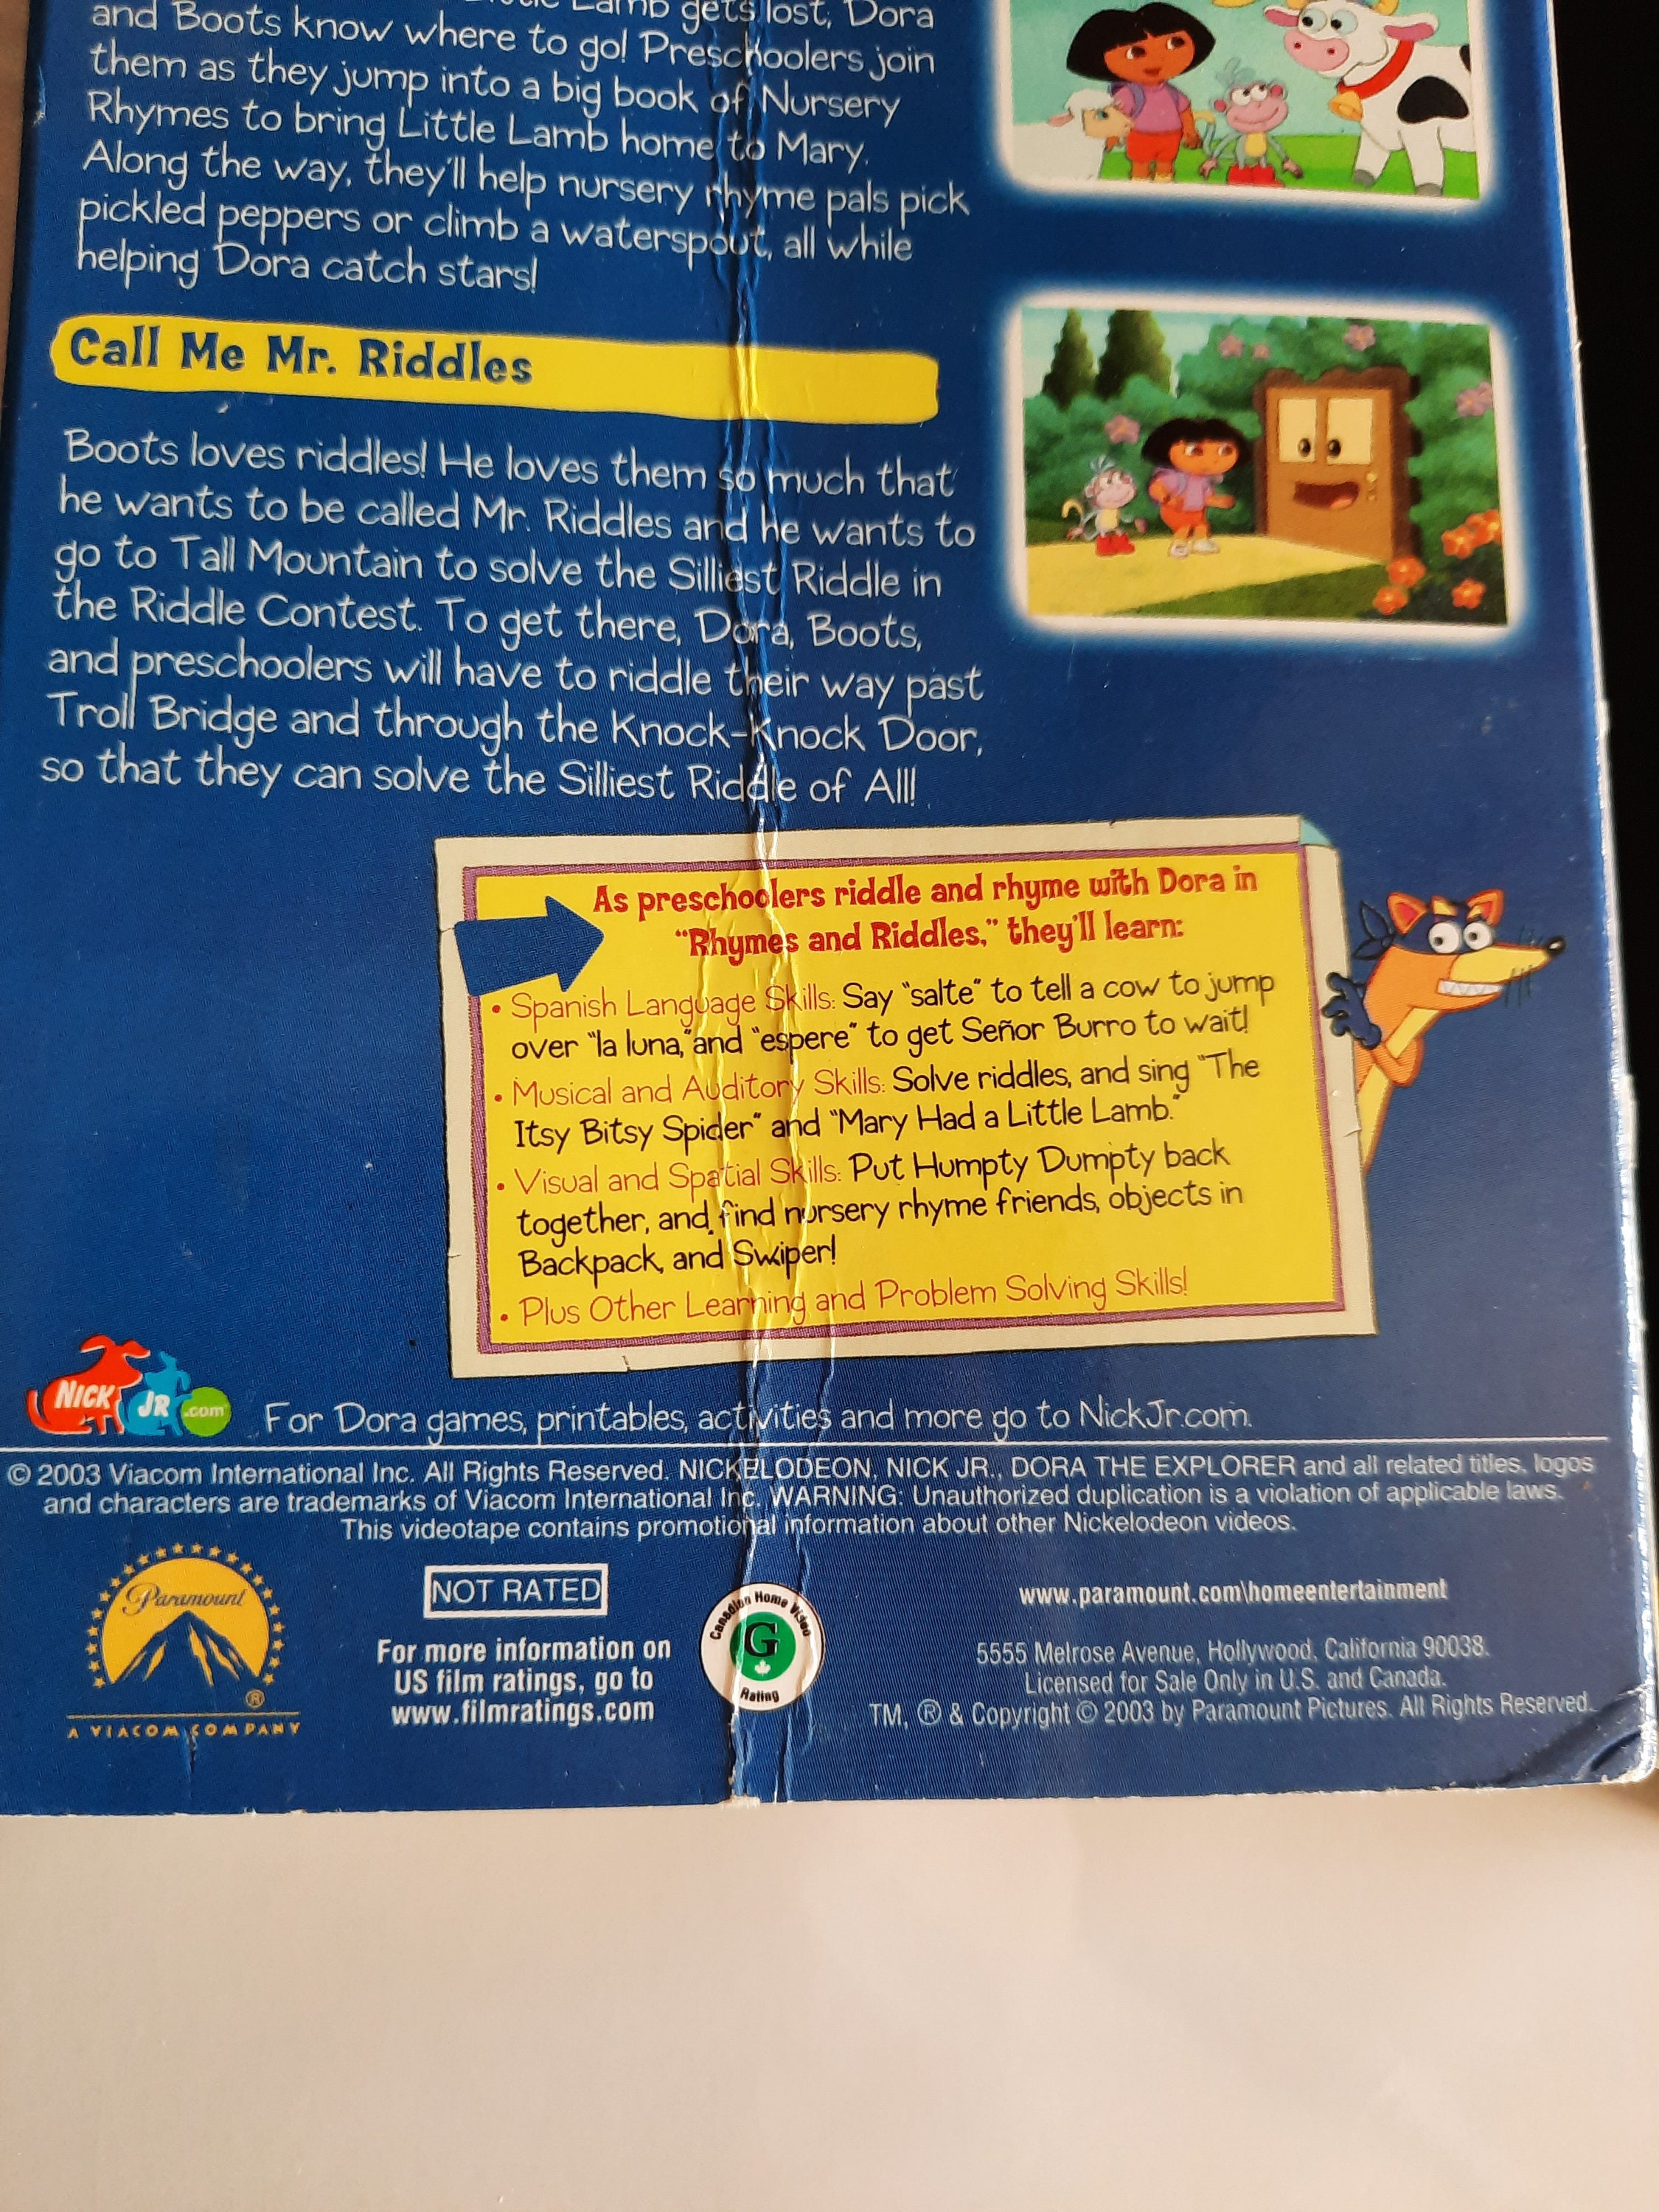 Little Lamb gets lost, Dora
and Boots know where to go! Preschoolers join
them as they jump into a big book of Nursery
Rhymes to bring Little Lamb home to Mary.
Along the way, they'll help nursery rhyme pals pick
pickled peppers or climb a waterspout, all while
helping Dora catch stars!
Call Me Mr. Riddles
Boots loves riddles! He loves them so much that
he wants to be called Mr. Riddles and he wants to
go to Tall Mountain to solve the Silliest Riddle in
the Riddle Contest. To get there, Dora, Boots,
and preschoolers will have to riddle their way past
Troll Bridge and through the Knock-Knock Door,
so that they can solve the Silliest Riddle of All!
As preschoolers riddle and rhyme with Dora in
"Rhymes and Riddles," they'll learn:
• Spanish Language Skills: Say "salte" to tell a cow to jump
over "la luna," and "espere" to get Señor Burro to wait!
• Musical and Auditory Skills: Solve riddles, and sing "The
Itsy Bitsy Spider" and "Mary Had a Little Lamb."
• Visual and Spatial Skills: Put Humpty Dumpty back
together, and find nursery rhyme friends, objects in
Backpack, and Swiper!
• Plus Other Learning and Problem Solving Skills!
NICK JR .com
For Dora games, printables, activities and more go to NickJr.com.
© 2003 Viacom International Inc. All Rights Reserved. NICKELODEON, NICK JR., DORA THE EXPLORER and all related titles, logos
and characters are trademarks of Viacom International Inc. WARNING: Unauthorized duplication is a violation of applicable laws.
This videotape contains promotional information about other Nickelodeon videos.
Paramount
®
A VIACOM COMPANY
NOT RATED
For more information on
US film ratings, go to
www.filmratings.com
Canadian Home Video
G
Rating
www.paramount.com\homeentertainment
5555 Melrose Avenue, Hollywood, California 90038.
Licensed for Sale Only in U.S. and Canada.
TM, ® & Copyright © 2003 by Paramount Pictures. All Rights Reserved.